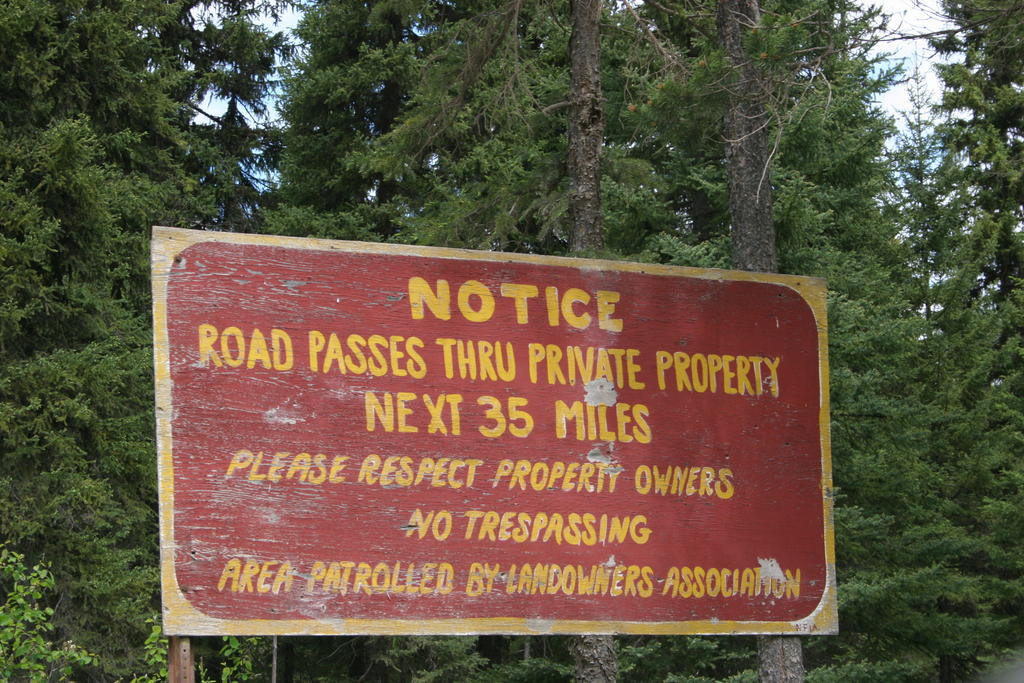 NOTICE
ROAD PASSES THRU PRIVATE PROPERTY
NEXT 35 MILES
PLEASE RESPECT PROPERTY OWNERS
NO TRESPASSING
AREA PATROLLED BY LANDOWNERS ASSOCIATION